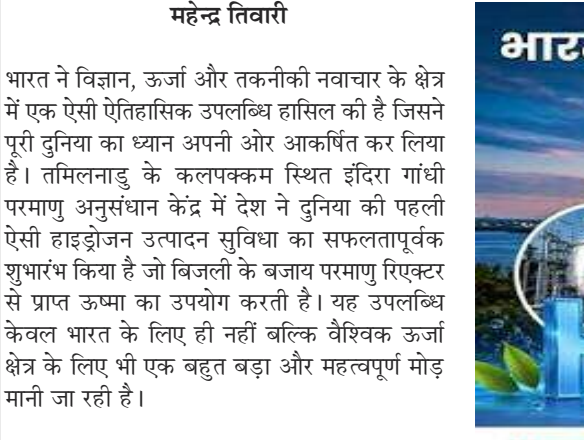 महेन्द्र तिवारी
भारत ने विज्ञान, ऊर्जा और तकनीकी नवाचार के क्षेत्र
में एक ऐसी ऐतिहासिक उपलब्धि हासिल की है जिसने
पूरी दुनिया का ध्यान अपनी ओर आकर्षित कर लिया
है। तमिलनाडु के कलपक्कम स्थित इंदिरा गांधी
परमाणु अनुसंधान केंद्र में देश ने दुनिया की पहली
ऐसी हाइड्रोजन उत्पादन सुविधा का सफलतापूर्वक
शुभारंभ किया है जो बिजली के बजाय परमाणु रिएक्टर
से प्राप्त ऊष्मा का उपयोग करती है। यह उपलब्धि
केवल भारत के लिए ही नहीं बल्कि वैश्विक ऊर्जा
क्षेत्र के लिए भी एक बहुत बड़ा और महत्वपूर्ण मोड़
मानी जा रही है।